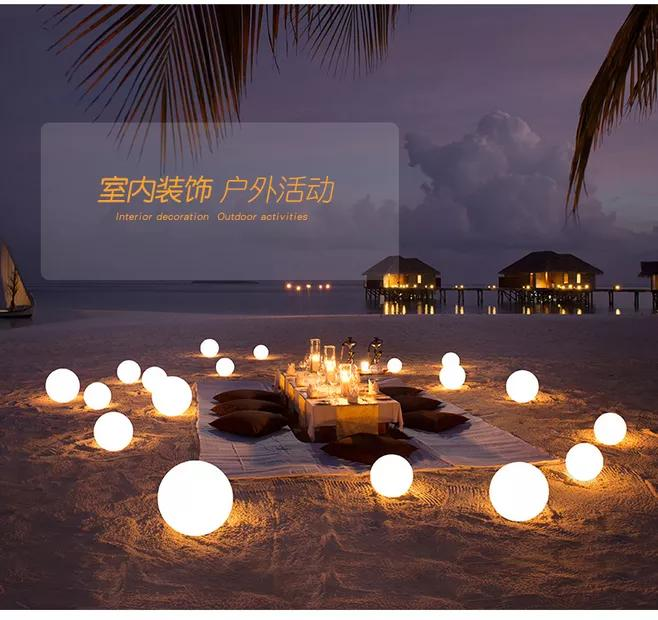 室内装饰 户外活动
Interior decoration Outdoor activities